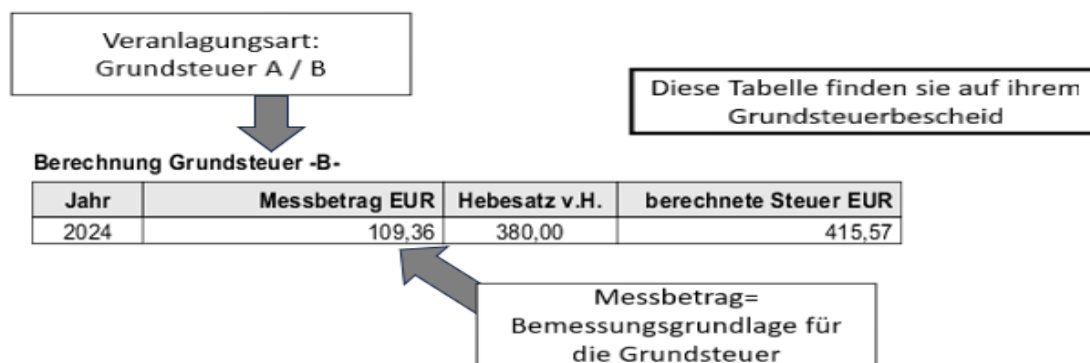 Veranlagungsart:
Grundsteuer A / B
Diese Tabelle finden sie auf ihrem
Grundsteuerbescheid
Berechnung Grundsteuer -B-
Jahr Messbetrag EUR Hebesatz v.H. berechnete Steuer EUR
2024 109,36 380,00 415,57
Messbetrag=
Bemessungsgrundlage für
die Grundsteuer